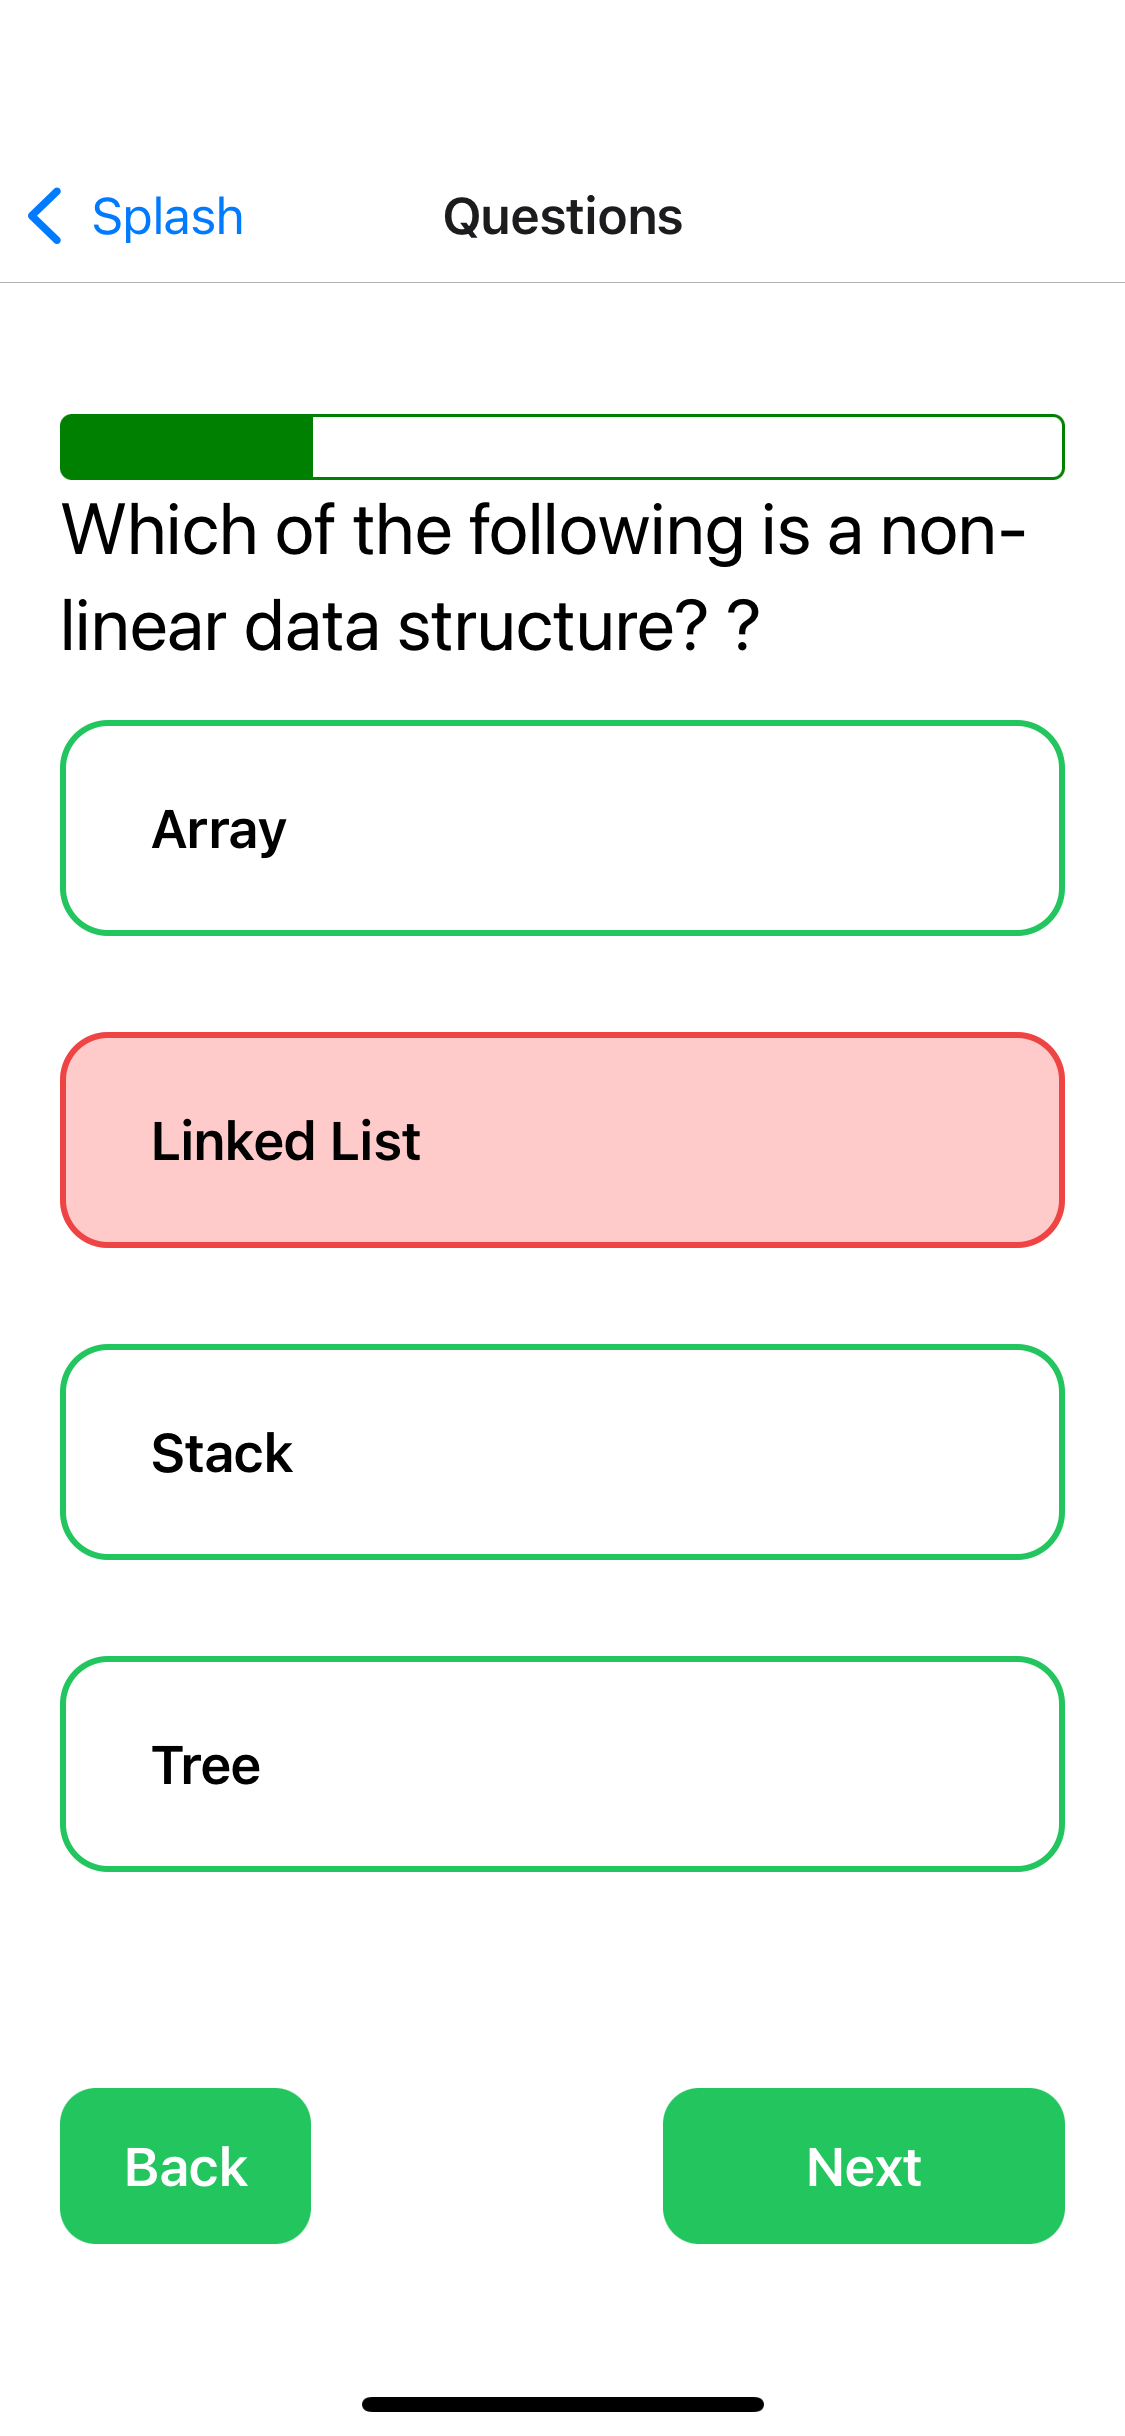 Splash
Questions
Which of the following is a non-
linear data structure? ?
Array
Linked List
Stack
Tree
Back
Next